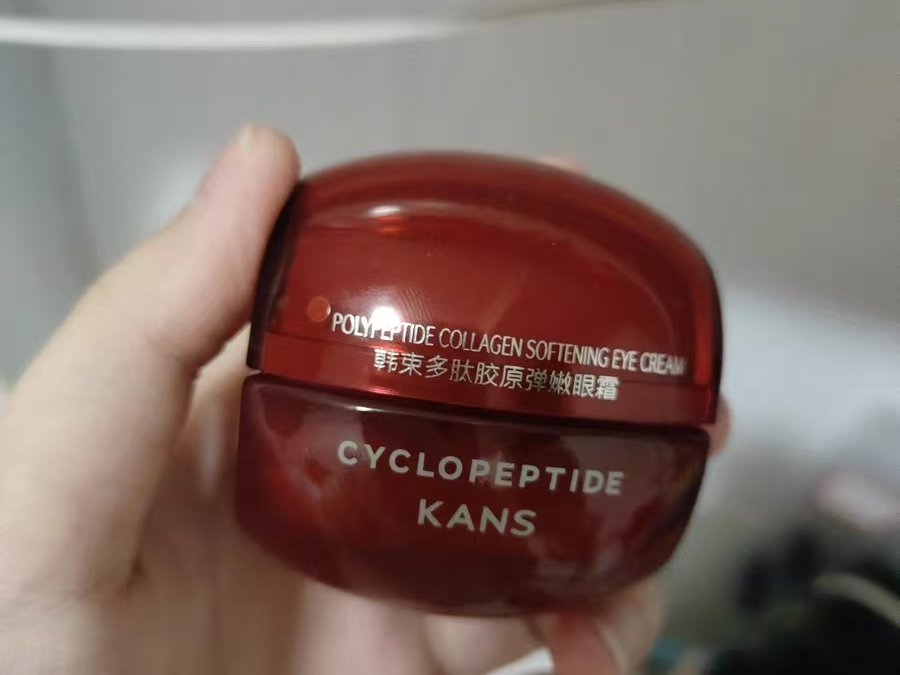 POLYPEPTIDE COLLAGEN SOFTENING EYE CREAM
韩束多肽胶原弹嫩眼霜
CYCLOPEPTIDE
KANS